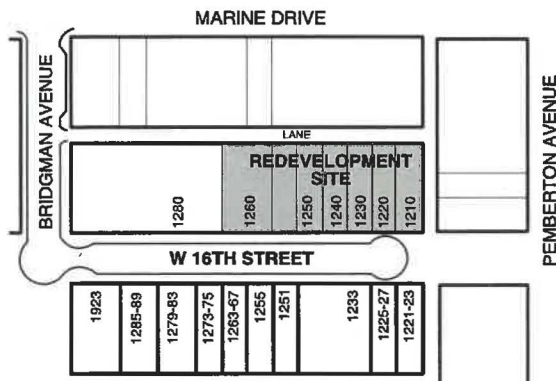 MARINE DRIVE
BRIDGMAN AVENUE
PEMBERTON AVENUE
LANE
REDEVELOPMENT
SITE
1280
1260
1250
1240
1230
1220
1210
W 16TH STREET
1923
1285-89
1279-83
1273-75
1263-67
1255
1251
1233
1225-27
1221-23